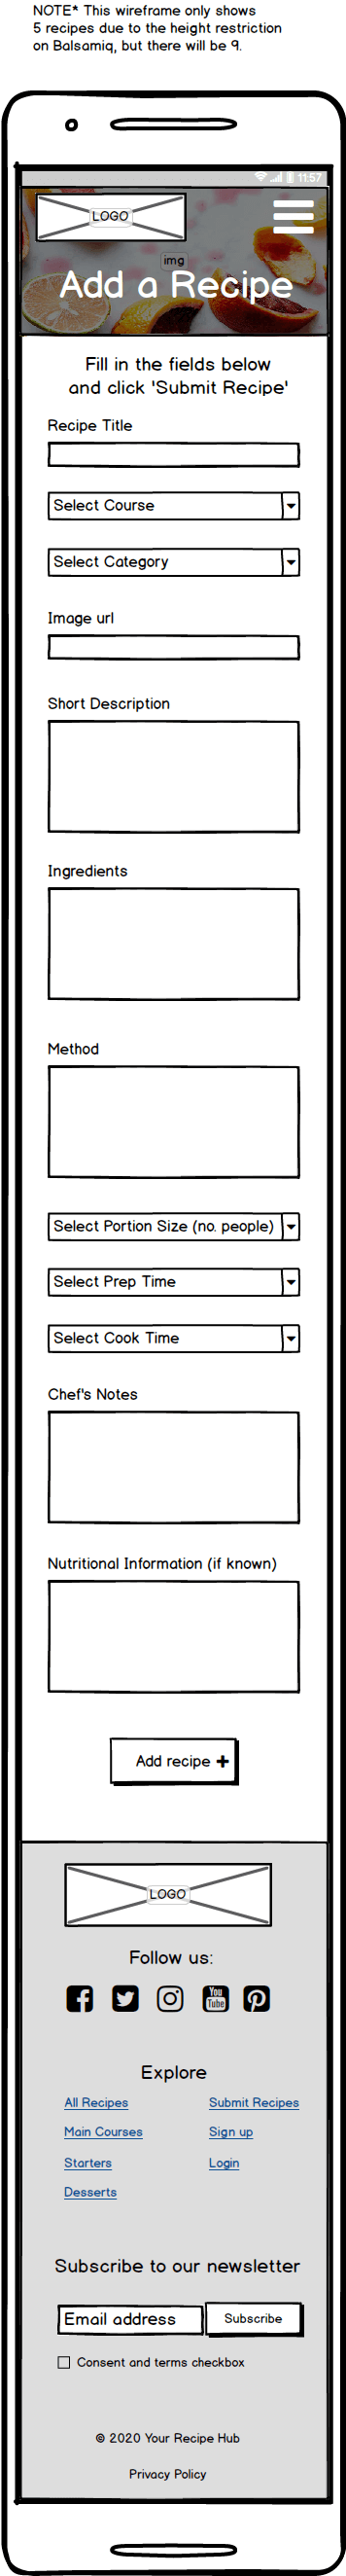 NOTE* This wireframe only shows
5 recipes due to the height restriction
on Balsamiq, but there will be 9.
11:57
LOGO
img
Add a Recipe
Fill in the fields below
and click 'Submit Recipe'
Recipe Title
Select Course
Select Category
Image url
Short Description
Ingredients
Method
Select Portion Size (no. people)
Select Prep Time
Select Cook Time
Chef's Notes
Nutritional Information (if known)
Add recipe +
LOGO
Follow us:
You Tube
Explore
All Recipes Submit Recipes
Main Courses Sign up
Starters Login
Desserts
Subscribe to our newsletter
Email address Subscribe
Consent and terms checkbox
© 2020 Your Recipe Hub
Privacy Policy